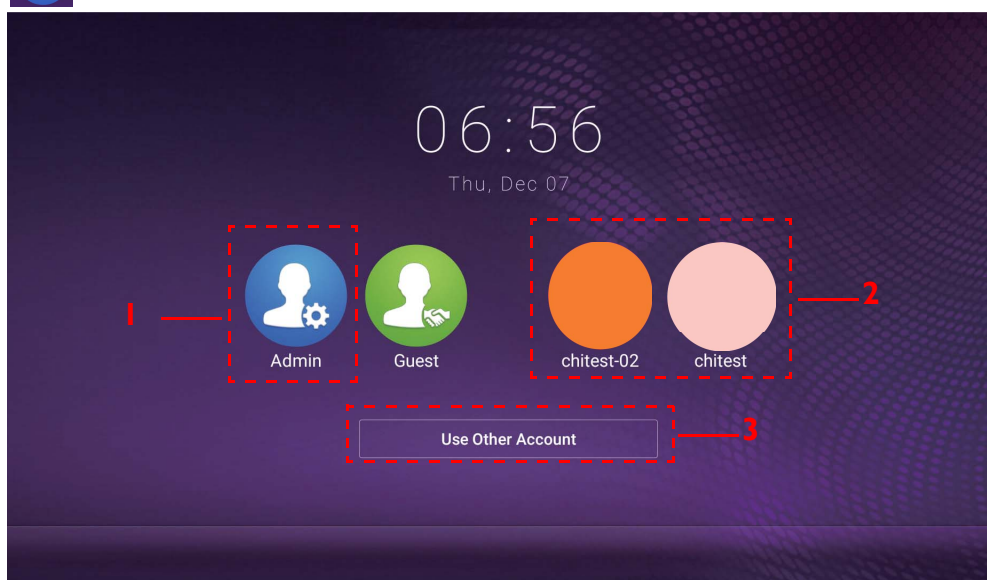 06:56
Thu, Dec 07
1
2
Admin
Guest
chitest-02
chitest
Use Other Account
3